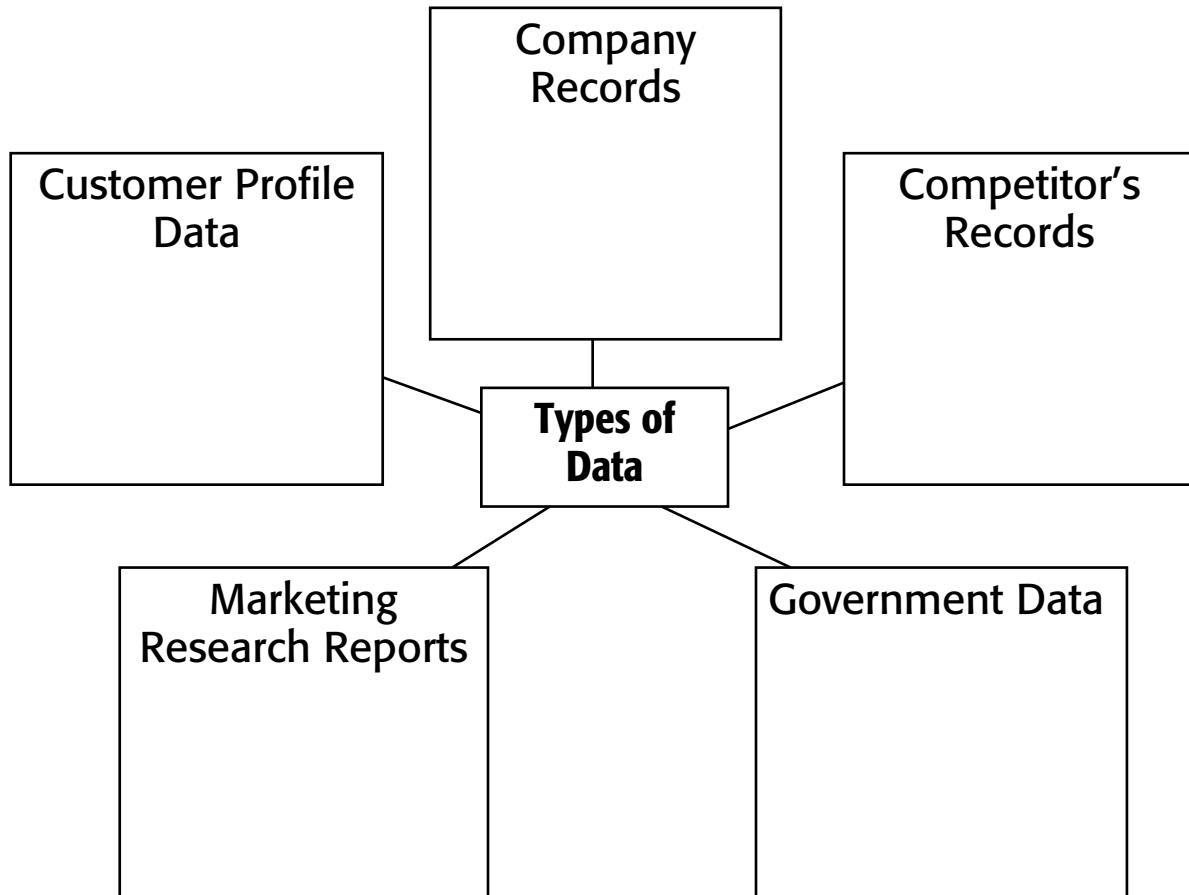 Company
Records
Customer Profile
Data
Competitor’s
Records
Types of
Data
Marketing
Research Reports
Government Data